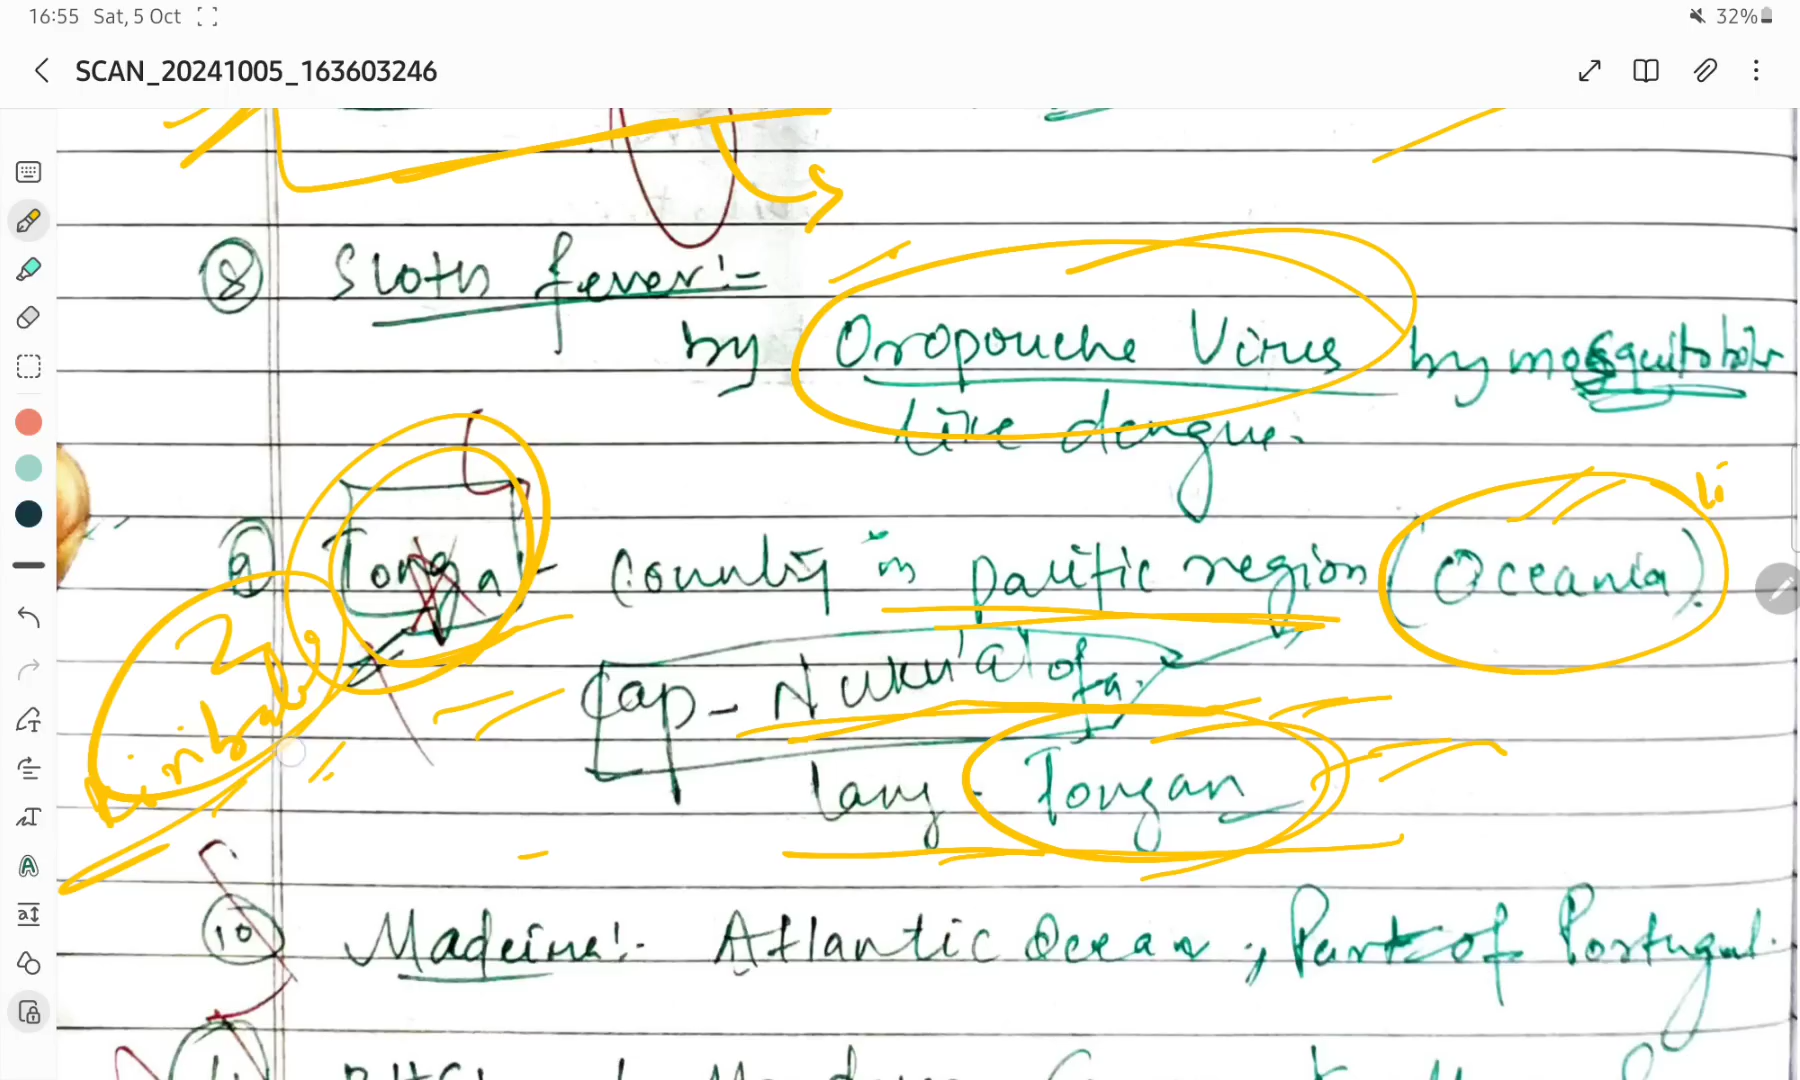 16:55 Sat, 5 Oct 32%
SCAN_20241005_163603246
8 Sloth fever:-
by Oropouche Virus by mosquito
like dengue.
9 Tonga - Country in pacific region (Oceania)
Cap - Nuku'alofa.
lang - Tongan
10 Madeira:- Atlantic Ocean, Part of Portugal.